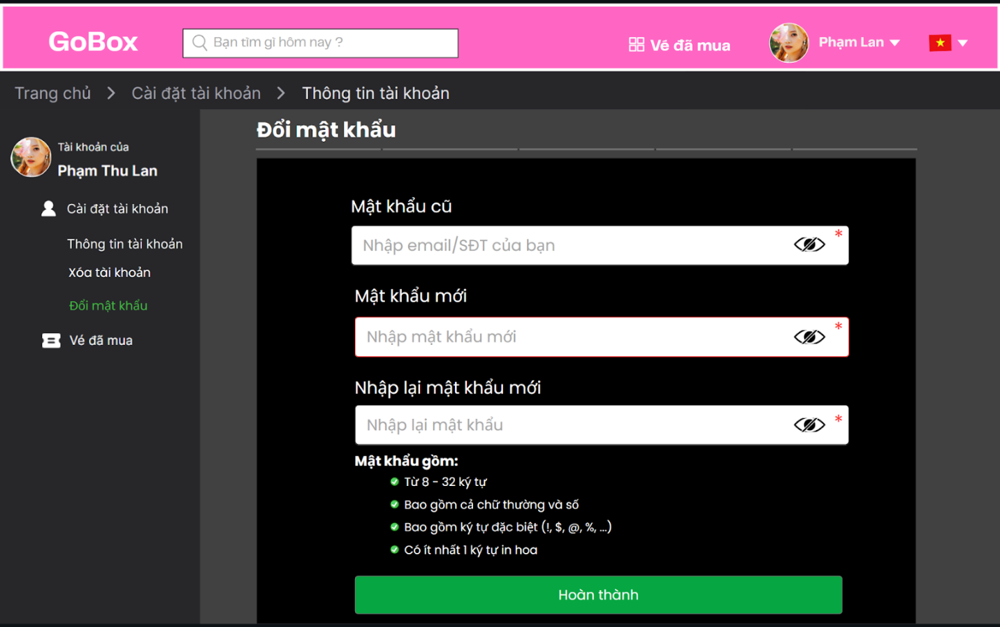 GoBox
Bạn tìm gì hôm nay ?
Vé đã mua
Phạm Lan
Trang chủ > Cài đặt tài khoản > Thông tin tài khoản
Tài khoản của
Phạm Thu Lan
Cài đặt tài khoản
Thông tin tài khoản
Xóa tài khoản
Đổi mật khẩu
Vé đã mua
Đổi mật khẩu
Mật khẩu cũ
Nhập email/SĐT của bạn
*
Mật khẩu mới
Nhập mật khẩu mới
*
Nhập lại mật khẩu mới
Nhập lại mật khẩu
*
Mật khẩu gồm:
Từ 8 - 32 ký tự
Bao gồm cả chữ thường và số
Bao gồm ký tự đặc biệt (!, $, @, %, ...)
Có ít nhất 1 ký tự in hoa
Hoàn thành